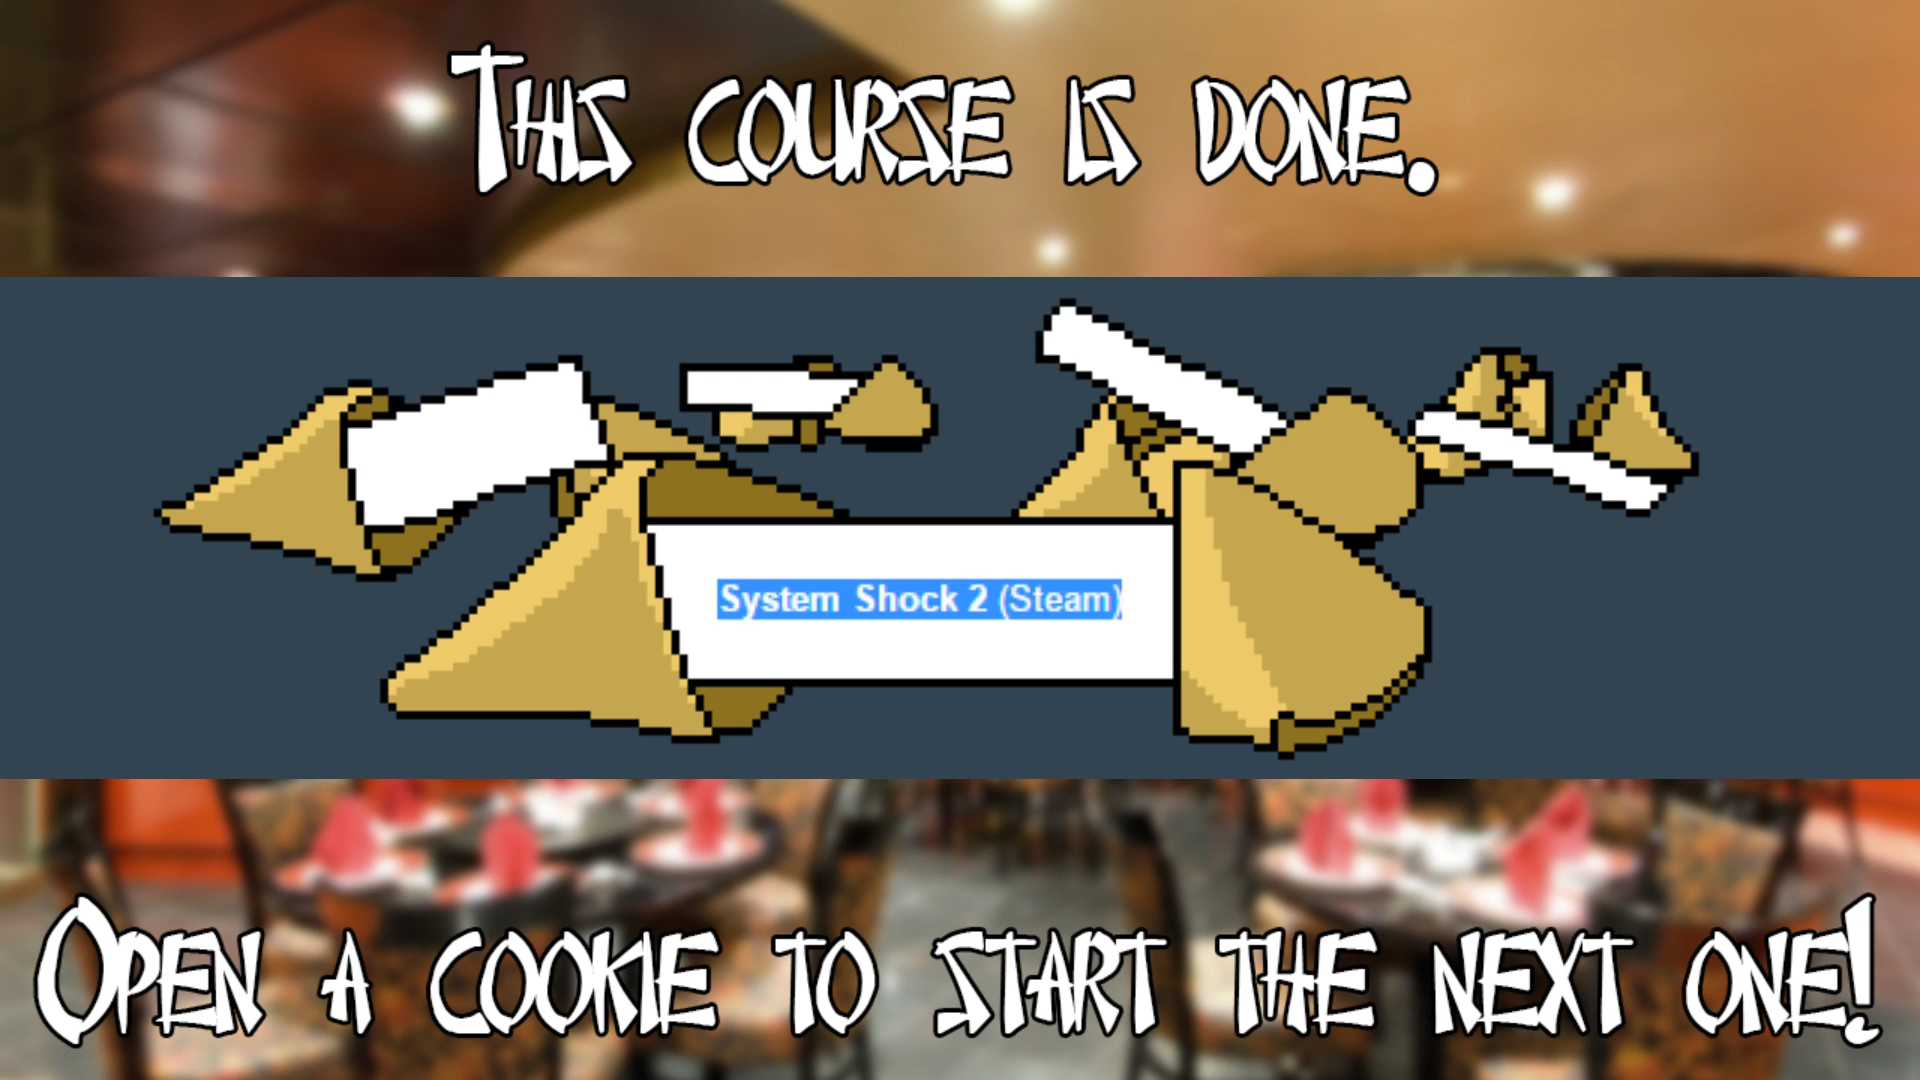 This course is done.
System Shock 2 (Steam)
Open a cookie to start the next one!